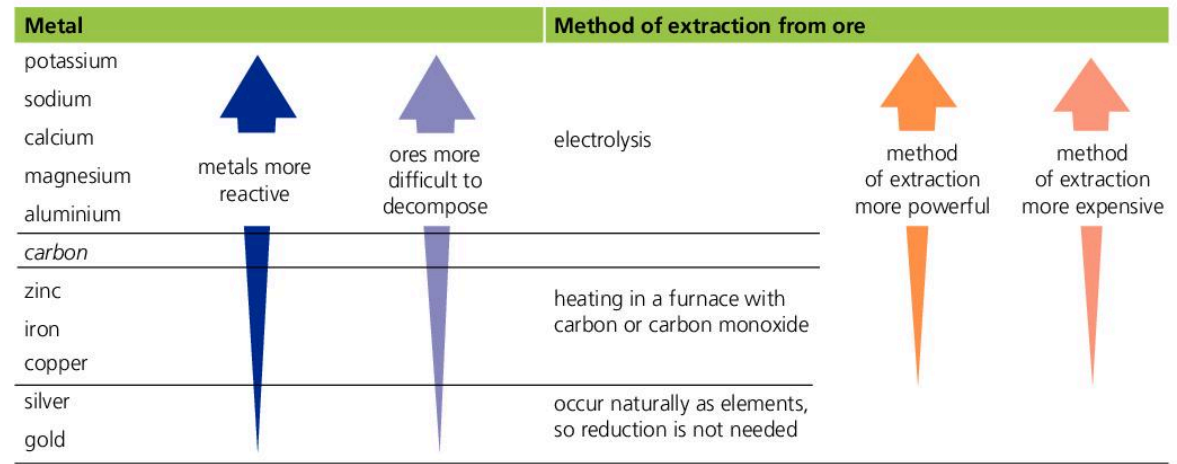 Metal
Method of extraction from ore
potassium
sodium
calcium
magnesium
aluminium
carbon
zinc
iron
copper
silver
gold
metals more
reactive
ores more
difficult to
decompose
electrolysis
heating in a furnace with
carbon or carbon monoxide
occur naturally as elements,
so reduction is not needed
method
of extraction
more powerful
method
of extraction
more expensive